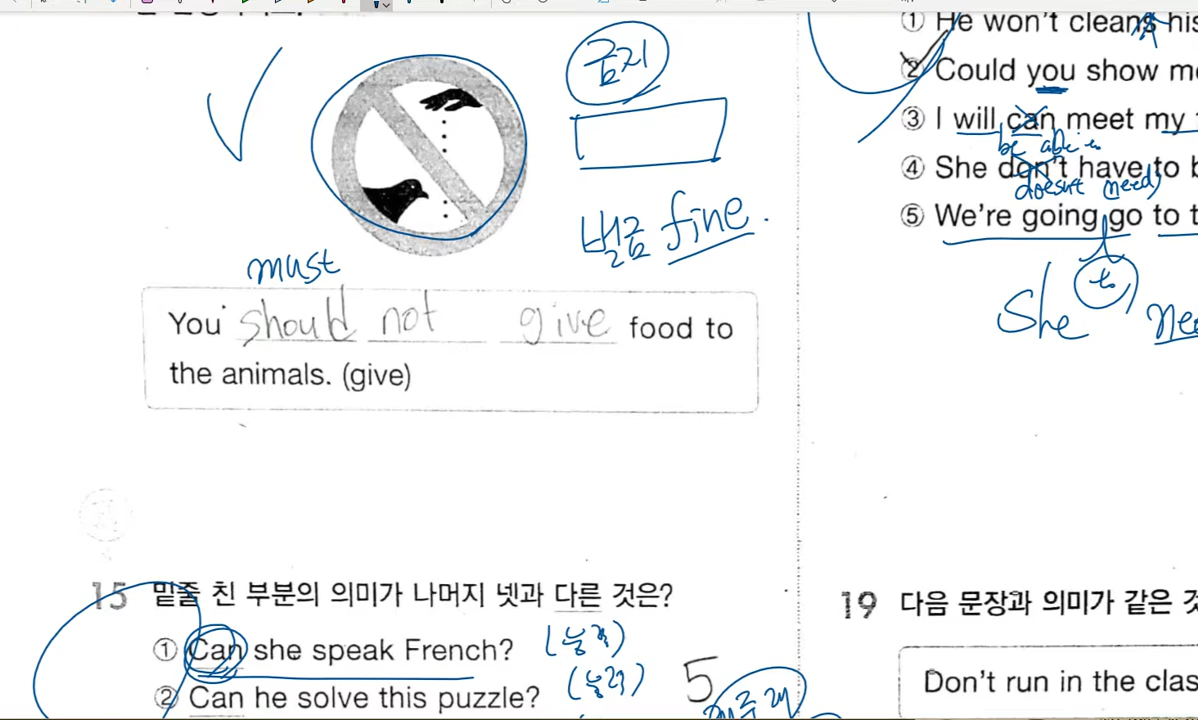 금지
벌금 fine.
must
You should not give food to
the animals. (give)
15 밑줄 친 부분의 의미가 나머지 넷과 다른 것은?
① Can she speak French? (능력)
② Can he solve this puzzle? (능력)
5
① He won't cleans his
② Could you show me
③ I will can meet my
be able to
④ She don't have to b
doesn't need
⑤ We're going go to t
to
She
19 다음 문장과 의미가 같은 것
Don't run in the clas